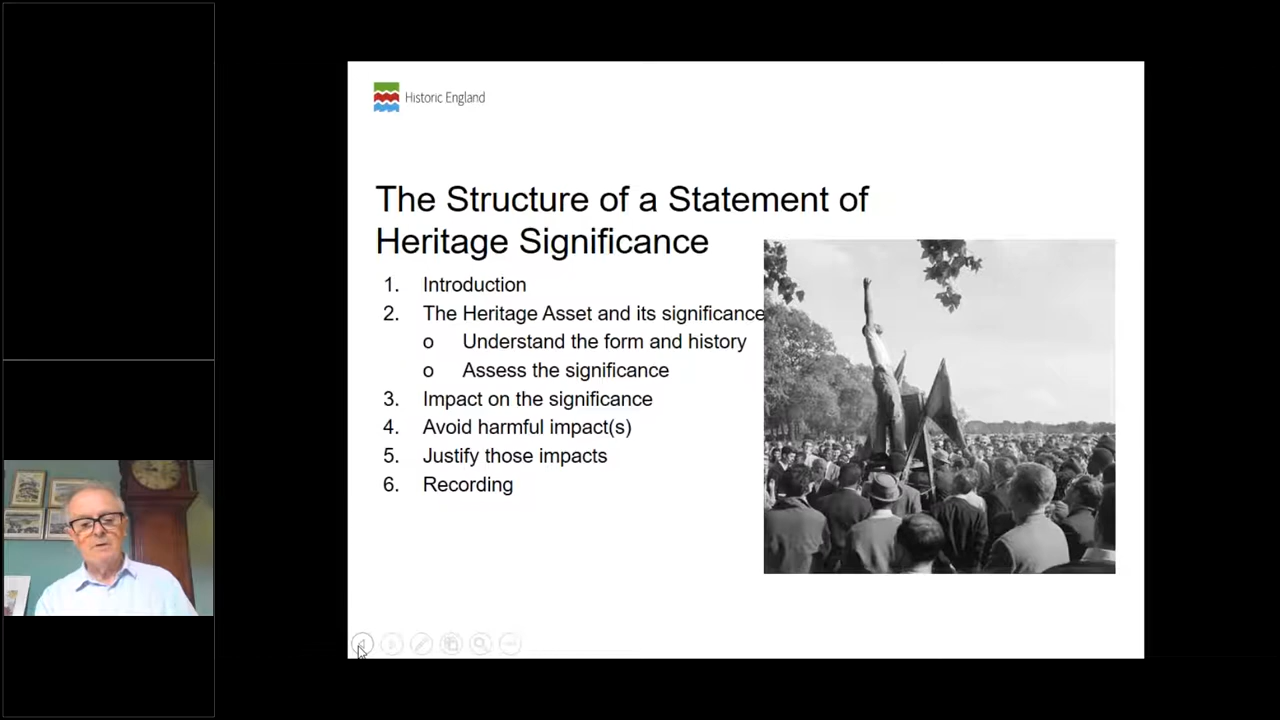 Historic England
The Structure of a Statement of
Heritage Significance
1. Introduction
2. The Heritage Asset and its significance
o Understand the form and history
o Assess the significance
3. Impact on the significance
4. Avoid harmful impact(s)
5. Justify those impacts
6. Recording